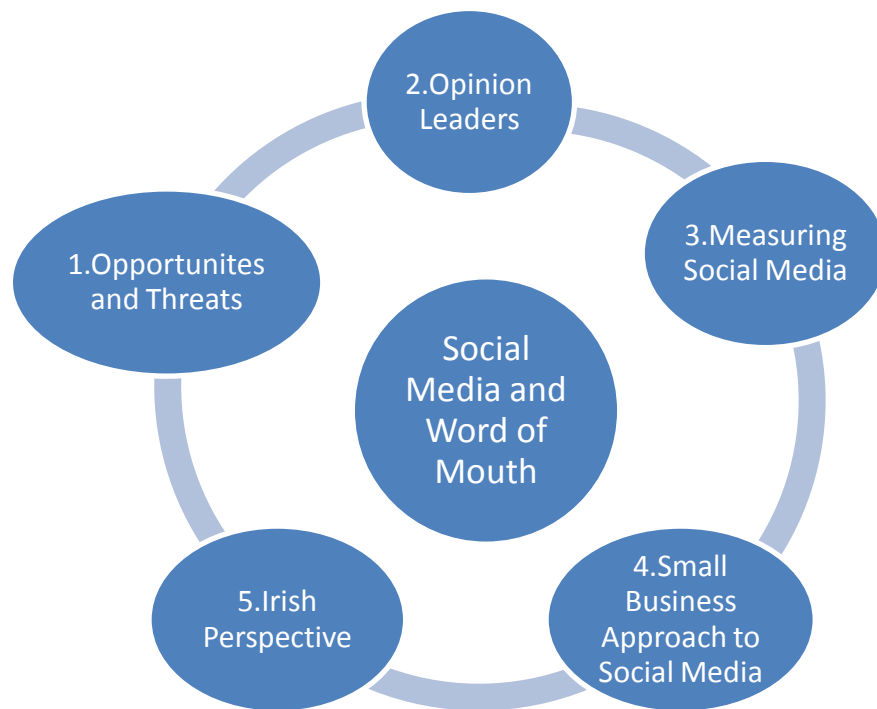 1.Opportunites
and Threats
2.Opinion
Leaders
3.Measuring
Social Media
4.Small
Business
Approach to
Social Media
5.Irish
Perspective
Social
Media and
Word of
Mouth